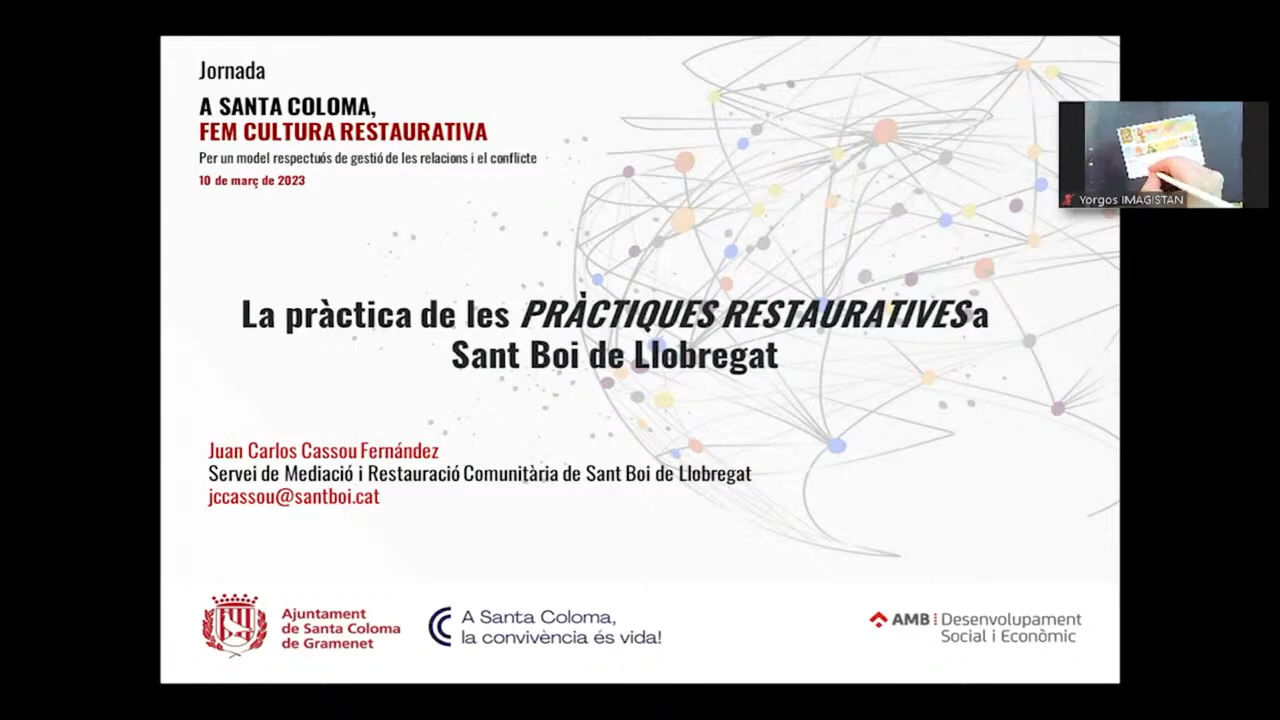 Jornada
A SANTA COLOMA,
FEM CULTURA RESTAURATIVA
Per un model respectuós de gestió de les relacions i el conflicte
10 de març de 2023
Yorgos IMAGISTAN
La pràctica de les PRÀCTIQUES RESTAURATIVES a
Sant Boi de Llobregat
Juan Carlos Cassou Fernández
Servei de Mediació i Restauració Comunitària de Sant Boi de Llobregat
jccassou@santboi.cat
Ajuntament
de Santa Coloma
de Gramenet
A Santa Coloma,
la convivència és vida!
AMB Desenvolupament
Social i Econòmic